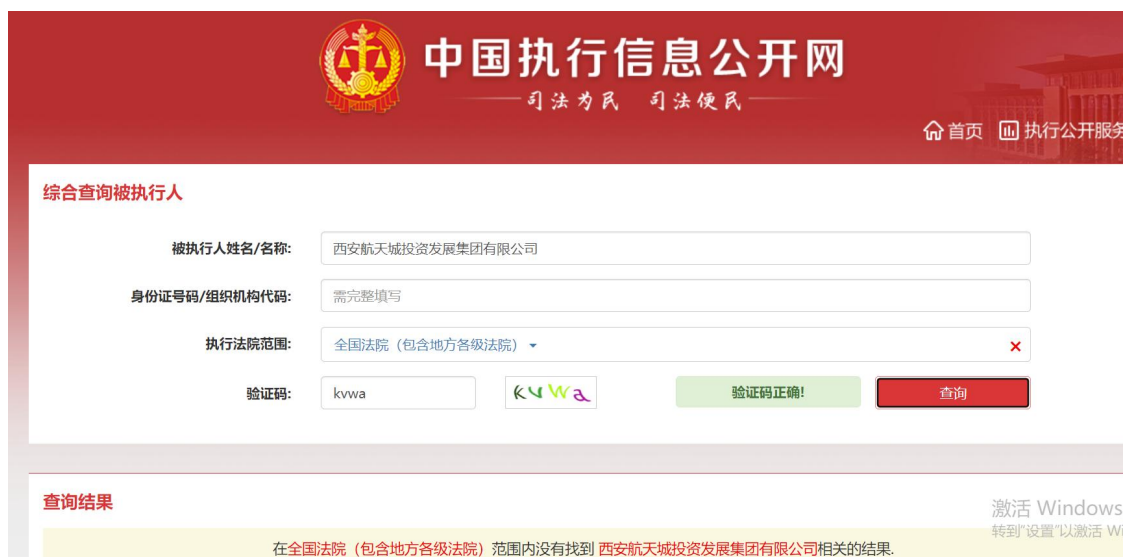 中国执行信息公开网
司法为民 司法便民
首页 执行公开服务
综合查询被执行人
被执行人姓名/名称: 西安航天城投资发展集团有限公司
身份证号码/组织机构代码: 需完整填写
执行法院范围: 全国法院（包含地方各级法院）
验证码: kvwa kvwa 验证码正确! 查询
查询结果
激活 Windows
转到"设置"以激活 Wi
在全国法院（包含地方各级法院）范围内没有找到 西安航天城投资发展集团有限公司相关的结果.